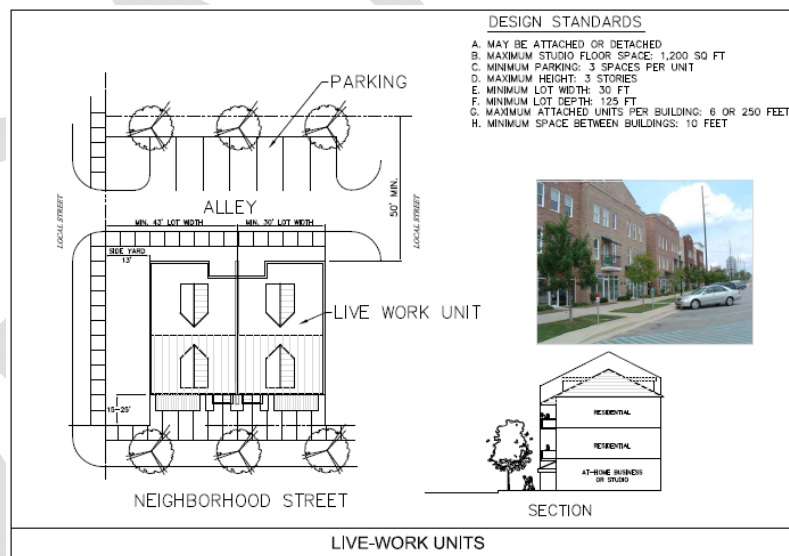 DESIGN STANDARDS
A. MAY BE ATTACHED OR DETACHED
B. MAXIMUM STUDIO FLOOR SPACE: 1,200 SQ FT
C. MINIMUM PARKING: 3 SPACES PER UNIT
D. MAXIMUM HEIGHT: 3 STORIES
E. MINIMUM LOT WIDTH: 30 FT
F. MINIMUM LOT DEPTH: 125 FT
G. MAXIMUM ATTACHED UNITS PER BUILDING: 6 OR 250 FEET
H. MINIMUM SPACE BETWEEN BUILDINGS: 10 FEET
PARKING
50' MIN.
LOCAL STREET
LOCAL STREET
ALLEY
MIN. 43' LOT WIDTH
MIN. 30' LOT WIDTH
SIDE YARD
13'
LIVE WORK UNIT
15-25'
NEIGHBORHOOD STREET
RESIDENTIAL
RESIDENTIAL
AT-HOME BUSINESS
OR STUDIO
SECTION
LIVE-WORK UNITS